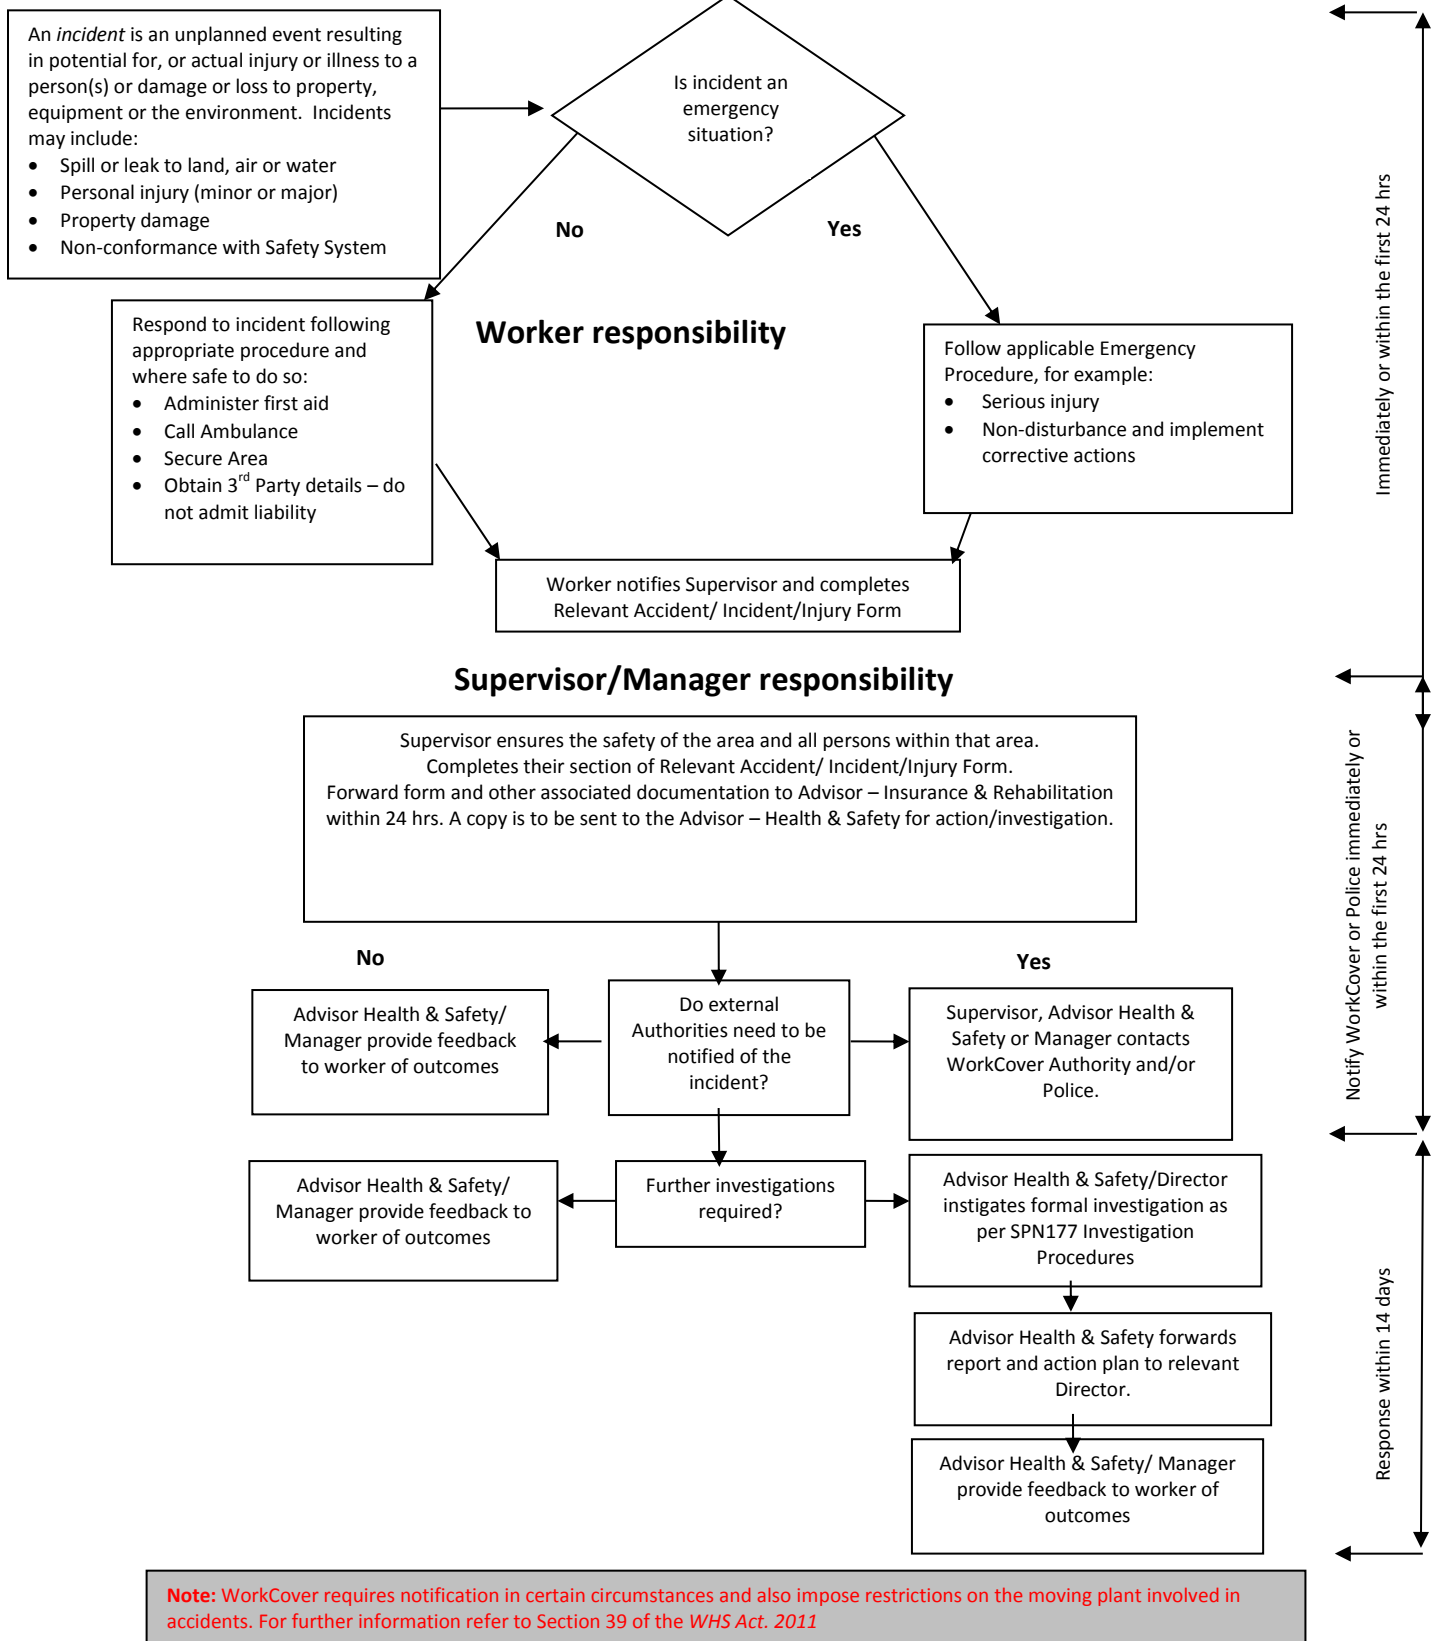 An incident is an unplanned event resulting
in potential for, or actual injury or illness to a
person(s) or damage or loss to property,
equipment or the environment. Incidents
may include:
• Spill or leak to land, air or water
• Personal injury (minor or major)
• Property damage
• Non-conformance with Safety System
Is incident an
emergency
situation?
No
Yes
Immediately or within the first 24 hrs
Worker responsibility
Respond to incident following
appropriate procedure and
where safe to do so:
• Administer first aid
• Call Ambulance
• Secure Area
• Obtain 3rd Party details – do
not admit liability
Follow applicable Emergency
Procedure, for example:
• Serious injury
• Non-disturbance and implement
corrective actions
Worker notifies Supervisor and completes
Relevant Accident/ Incident/Injury Form
Supervisor/Manager responsibility
Supervisor ensures the safety of the area and all persons within that area.
Completes their section of Relevant Accident/ Incident/Injury Form.
Forward form and other associated documentation to Advisor – Insurance & Rehabilitation
within 24 hrs. A copy is to be sent to the Advisor – Health & Safety for action/investigation.
Notify WorkCover or Police immediately or
within the first 24 hrs
No
Yes
Advisor Health & Safety/
Manager provide feedback
to worker of outcomes
Do external
Authorities need to be
notified of the
incident?
Supervisor, Advisor Health &
Safety or Manager contacts
WorkCover Authority and/or
Police.
Advisor Health & Safety/
Manager provide feedback to
worker of outcomes
Further investigations
required?
Advisor Health & Safety/Director
instigates formal investigation as
per SPN177 Investigation
Procedures
Advisor Health & Safety forwards
report and action plan to relevant
Director.
Advisor Health & Safety/ Manager
provide feedback to worker of
outcomes
Response within 14 days
Note: WorkCover requires notification in certain circumstances and also impose restrictions on the moving plant involved in
accidents. For further information refer to Section 39 of the WHS Act. 2011